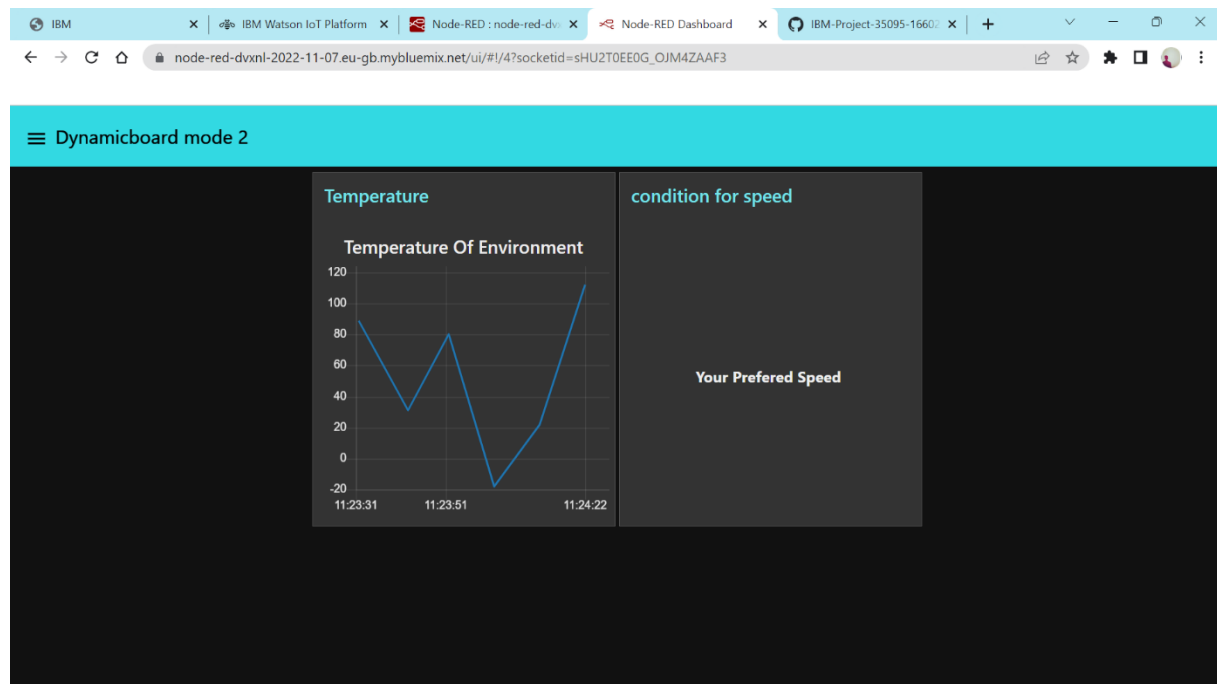 IBM
IBM Watson IoT Platform
Node-RED : node-red-dv
Node-RED Dashboard
IBM-Project-35095-1660
node-red-dvxnl-2022-11-07.eu-gb.mybluemix.net/ui/#!/4?socketid=sHU2T0EE0G_OJM4ZAAF3
Dynamicboard mode 2
Temperature
Temperature Of Environment
120
100
80
60
40
20
0
-20
11:23:31 11:23:51 11:24:22
condition for speed
Your Prefered Speed